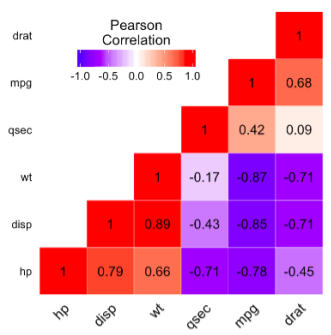 Pearson
Correlation
-1.0 -0.5 0.0 0.5 1.0
drat 1
mpg 1 0.68
qsec 1 0.42 0.09
wt 1 -0.17 -0.87 -0.71
disp 1 0.89 -0.43 -0.85 -0.71
hp 1 0.79 0.66 -0.71 -0.78 -0.45
hp disp wt qsec mpg drat